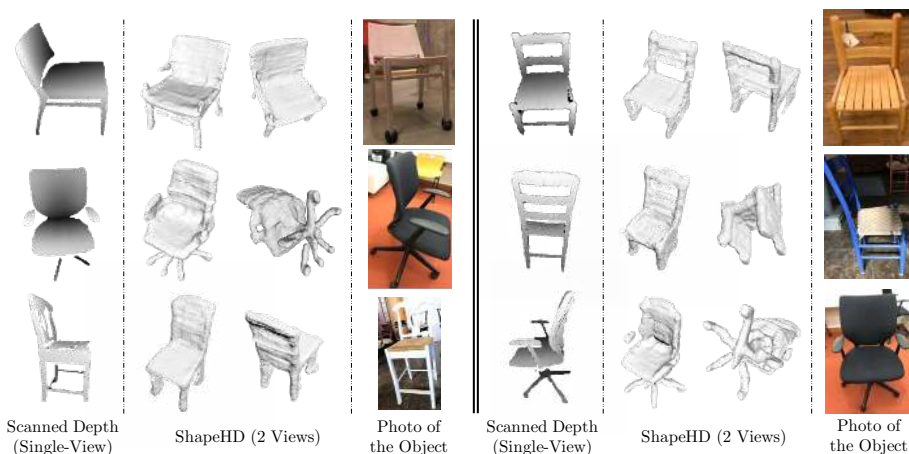 Scanned Depth
(Single-View)
ShapeHD (2 Views)
Photo of
the Object
Scanned Depth
(Single-View)
ShapeHD (2 Views)
Photo of
the Object